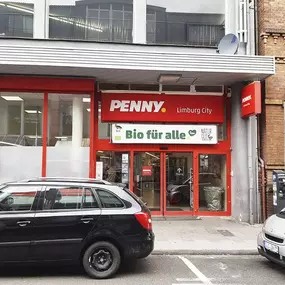 PENNY.
Limburg City
Bio für alle